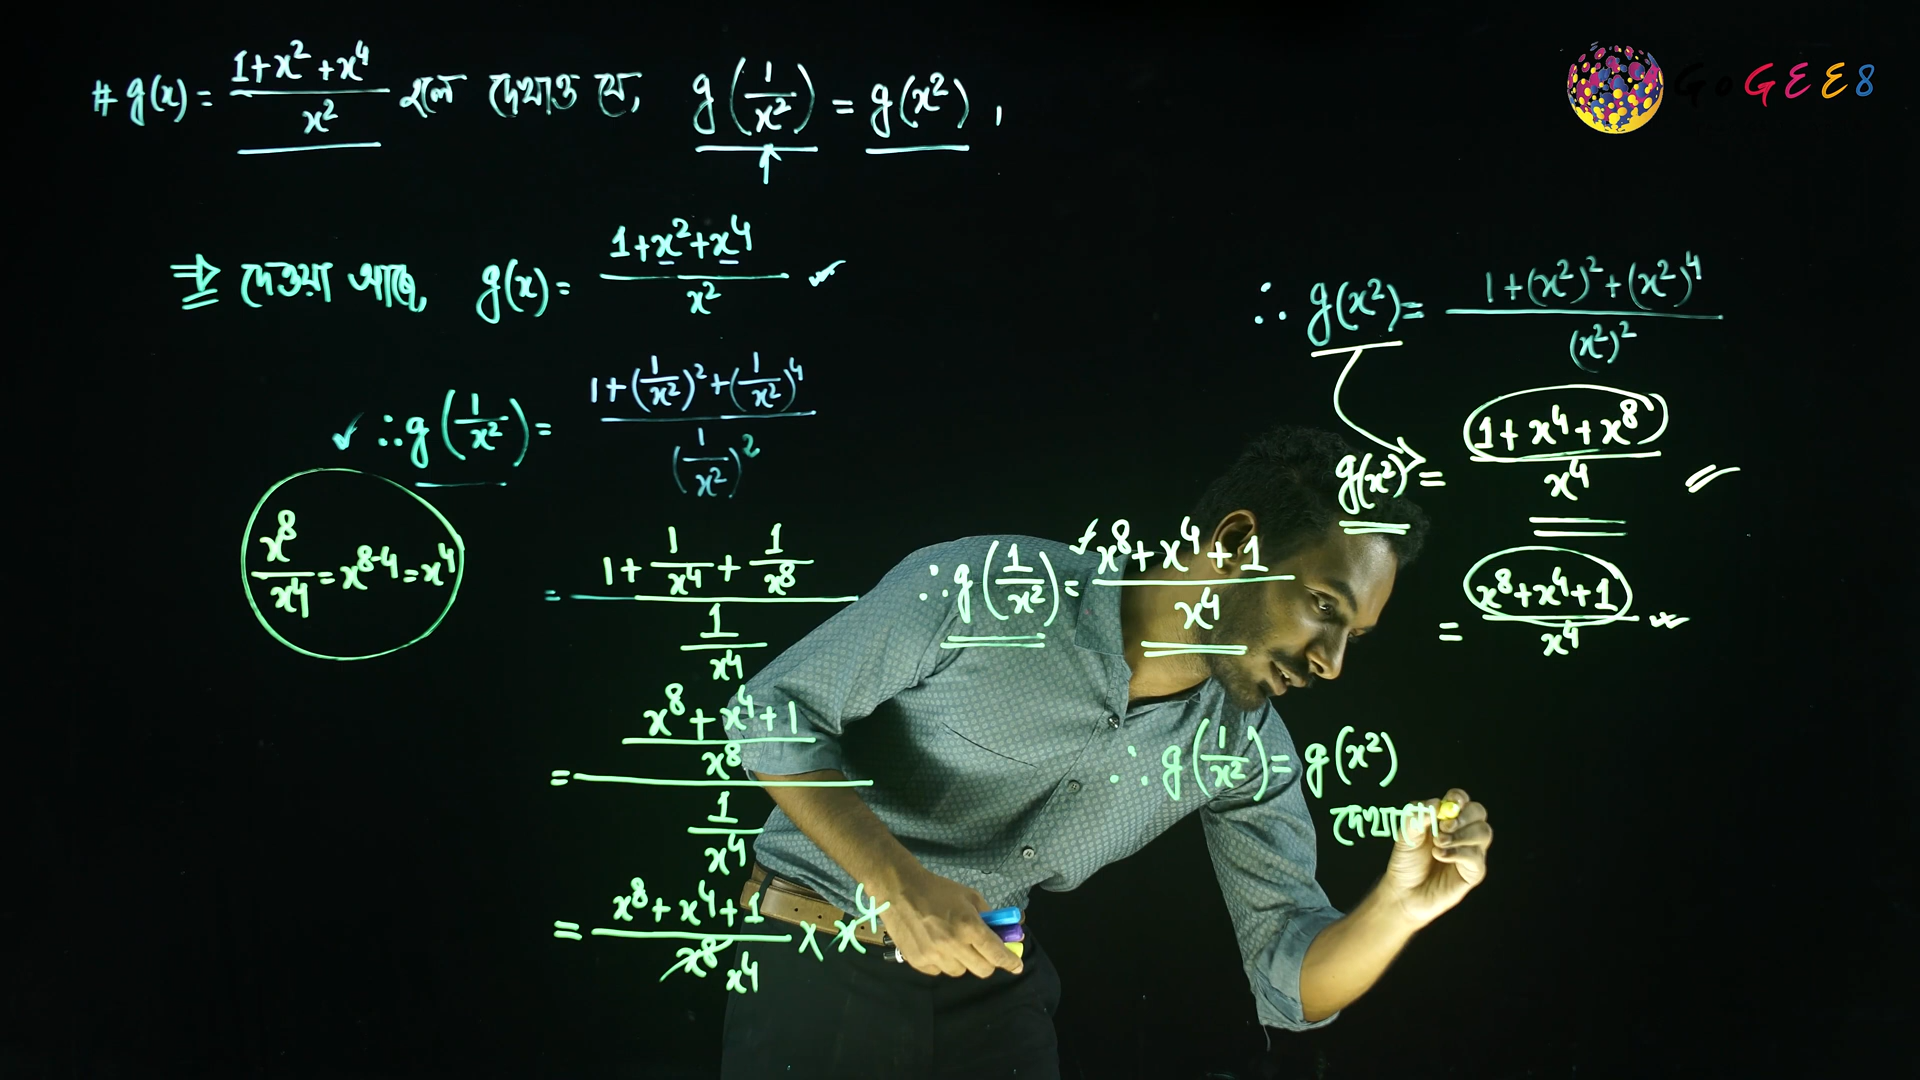 # g(x) = (1+x²+x⁴)/x² হলে দেখাও যে, g(1/x²) = g(x²) ,
GoGEE8
⇒ দেওয়া আছে, g(x) = (1+x²+x⁴)/x² ✓
✓ ∴ g(1/x²) = (1+(1/x²)²+(1/x²)⁴)/(1/x²)²
x⁸/x⁴ = x⁸⁻⁴ = x⁴
= (1+1/x⁴+1/x⁸)/(1/x⁴)
= ((x⁸+x⁴+1)/x⁸)/(1/x⁴)
= (x⁸+x⁴+1)/(x⁸ x⁴) × x⁴
∴ g(1/x²) = (x⁸+x⁴+1)/x⁴
∴ g(x²) = (1+(x²)²+(x²)⁴)/(x²)²
g(x²) = (1+x⁴+x⁸)/x⁴
= (x⁸+x⁴+1)/x⁴
∴ g(1/x²) = g(x²)